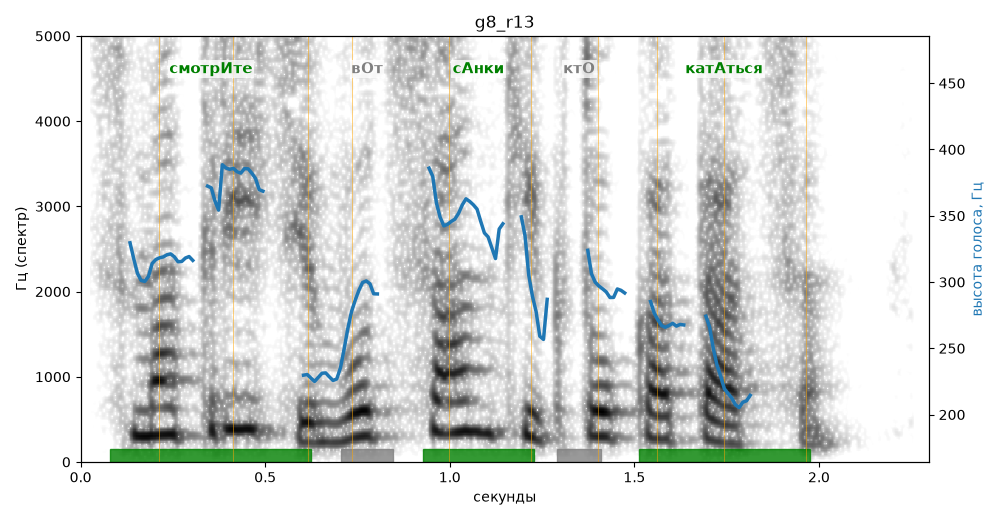 g8_r13
смотрИте вОт сАнки ктО катАться
5000
4000
3000
2000
1000
0
Гц (спектр)
450
400
350
300
250
200
высота голоса, Гц
0.0 0.5 1.0 1.5 2.0
секунды